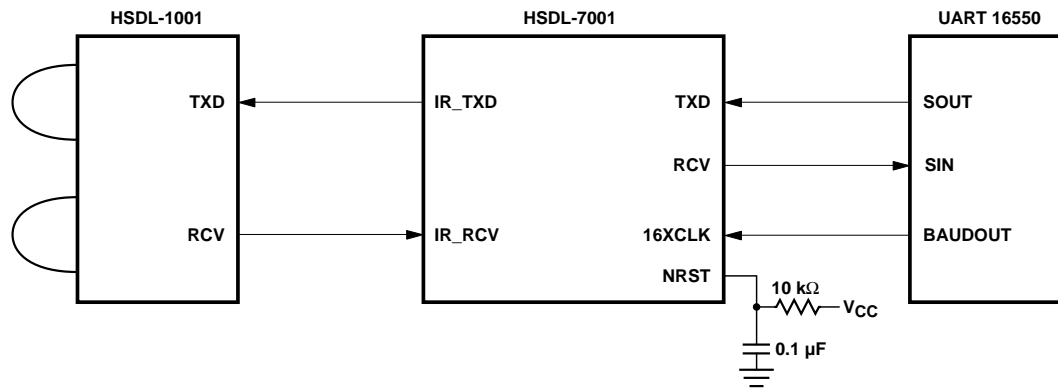 HSDL-1001
HSDL-7001
UART 16550
TXD
IR_TXD
TXD
SOUT
RCV
SIN
RCV
IR_RCV
16XCLK
BAUDOUT
NRST
10 kΩ
VCC
0.1 µF